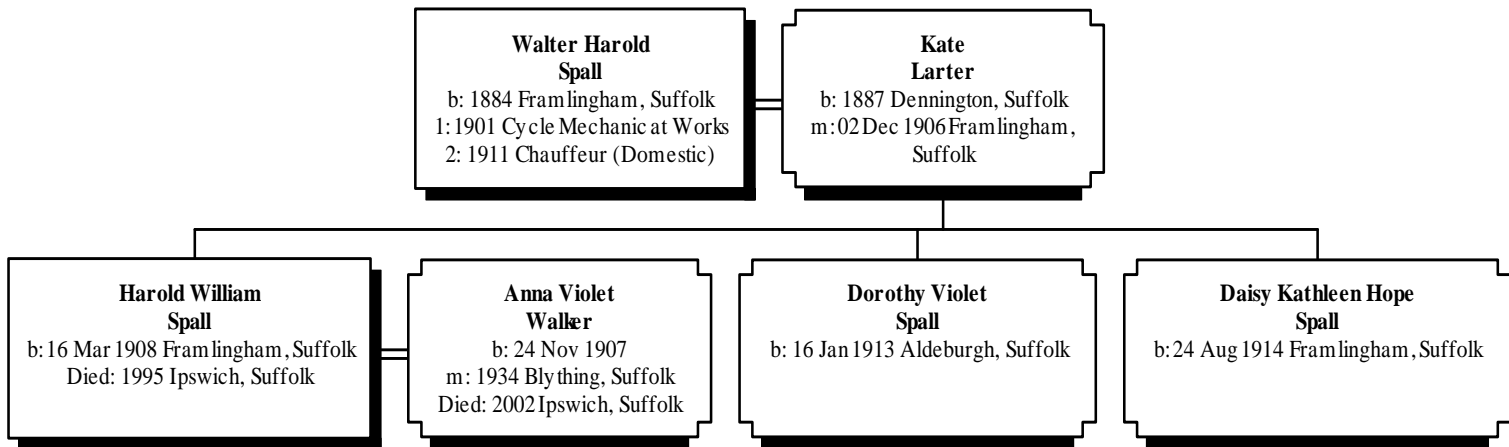 Walter Harold
Spall
b: 1884 Framlingham, Suffolk
1: 1901 Cycle Mechanic at Works
2: 1911 Chauffeur (Domestic)
Kate
Larter
b: 1887 Dennington, Suffolk
m: 02 Dec 1906 Framlingham,
Suffolk
Harold William
Spall
b: 16 Mar 1908 Framlingham, Suffolk
Died: 1995 Ipswich, Suffolk
Anna Violet
Walker
b: 24 Nov 1907
m: 1934 Blything, Suffolk
Died: 2002 Ipswich, Suffolk
Dorothy Violet
Spall
b: 16 Jan 1913 Aldeburgh, Suffolk
Daisy Kathleen Hope
Spall
b: 24 Aug 1914 Framlingham, Suffolk